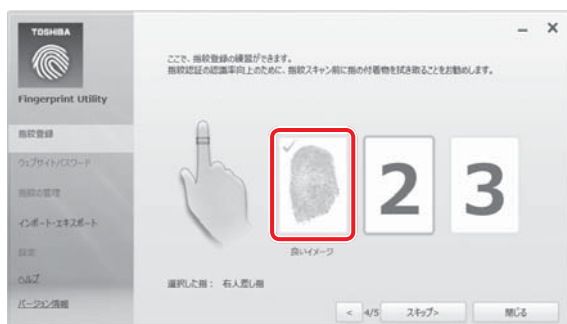 TOSHIBA
Fingerprint Utility
ここで、指紋登録の練習ができます。
指紋認証の認識率向上のために、指紋スキャン前に指の付着物を拭き取ることをお勧めします。
指紋登録
ウェブサイト/パスワード
指紋の管理
インポート・エキスポート
設定
ヘルプ
バージョン情報
2
3
良いイメージ
選択した指： 右人差し指
< 4/5 スキップ> 閉じる